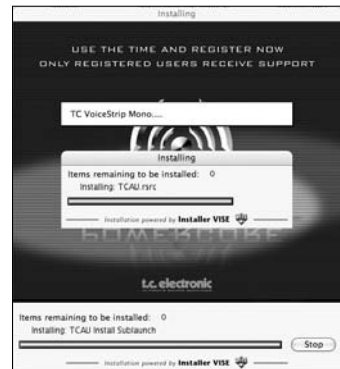 Installing
USE THE TIME AND REGISTER NOW
ONLY REGISTERED USERS RECEIVE SUPPORT
TC VoiceStrip Mono....
Installing
Items remaining to be installed: 0
Installing: TCAU.rsrc
Installation powered by Installer VISE
POWERCORE
t.c. electronic
Items remaining to be installed: 0
Installing: TCAU Install Sublaunch
Stop
Installation powered by Installer VISE